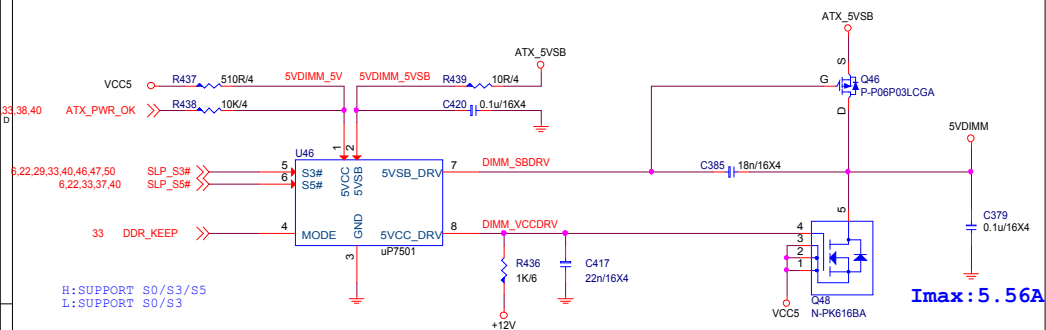 ATX_5VSB
ATX_5VSB
VCC5
R437
510R/4
5VDIMM_5V
5VDIMM_5VSB
R439
10R/4
S
G
Q46
P-P06P03LCGA
D
33,38,40
ATX_PWR_OK
R438
10K/4
C420
0.1u/16X4
D
5VDIMM
1
2
U46
6,22,29,33,40,46,47,50
SLP_S3#
5
S3#
5VCC
5VSB
5VSB_DRV
7
DIMM_SBDRV
C385
18n/16X4
6,22,33,37,40
SLP_S5#
6
S5#
5
C379
0.1u/16X4
33
DDR_KEEP
4
MODE
GND
5VCC_DRV
8
DIMM_VCCDRV
4
3
2
1
3
uP7501
R436
1K/6
C417
22n/16X4
H:SUPPORT S0/S3/S5
L:SUPPORT S0/S3
+12V
VCC5
Q48
N-PK616BA
Imax:5.56A